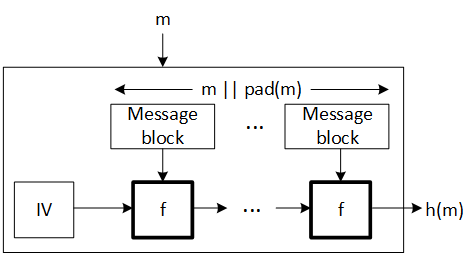 m
m || pad(m)
Message block
...
Message block
IV
f
...
f
h(m)